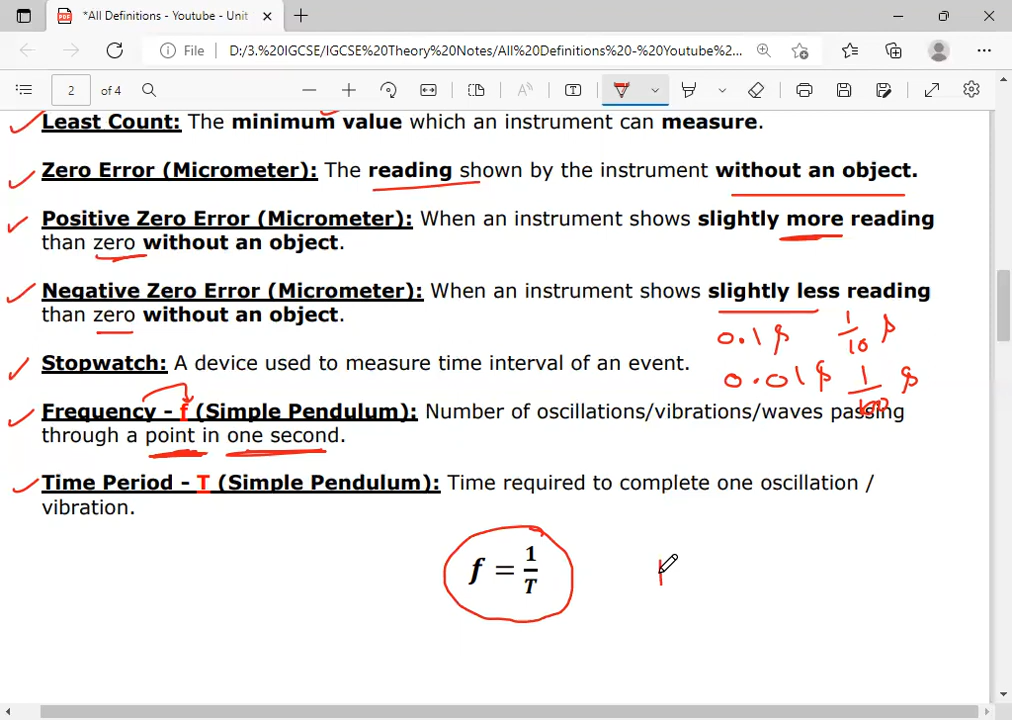 *All Definitions - Youtube - Unit
File D:/3.%20IGCSE/IGCSE%20Theory%20Notes/All%20Definitions%20-%20Youtube%2...
2 of 4
Least Count: The minimum value which an instrument can measure.
Zero Error (Micrometer): The reading shown by the instrument without an object.
Positive Zero Error (Micrometer): When an instrument shows slightly more reading
than zero without an object.
Negative Zero Error (Micrometer): When an instrument shows slightly less reading
than zero without an object.
0.1 s 1/10 s
Stopwatch: A device used to measure time interval of an event.
0.01 s 1/100 s
Frequency - f (Simple Pendulum): Number of oscillations/vibrations/waves passing
through a point in one second.
Time Period - T (Simple Pendulum): Time required to complete one oscillation /
vibration.
f = 1/T